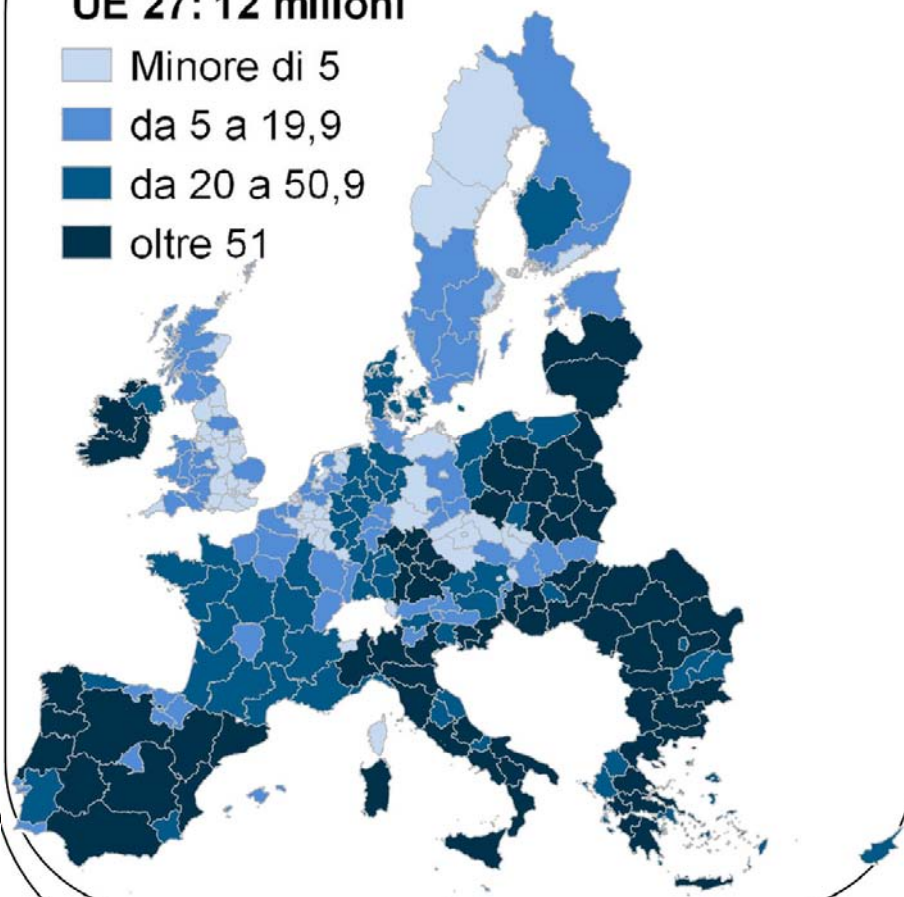 UE 27: 12 milioni
Minore di 5
da 5 a 19,9
da 20 a 50,9
oltre 51